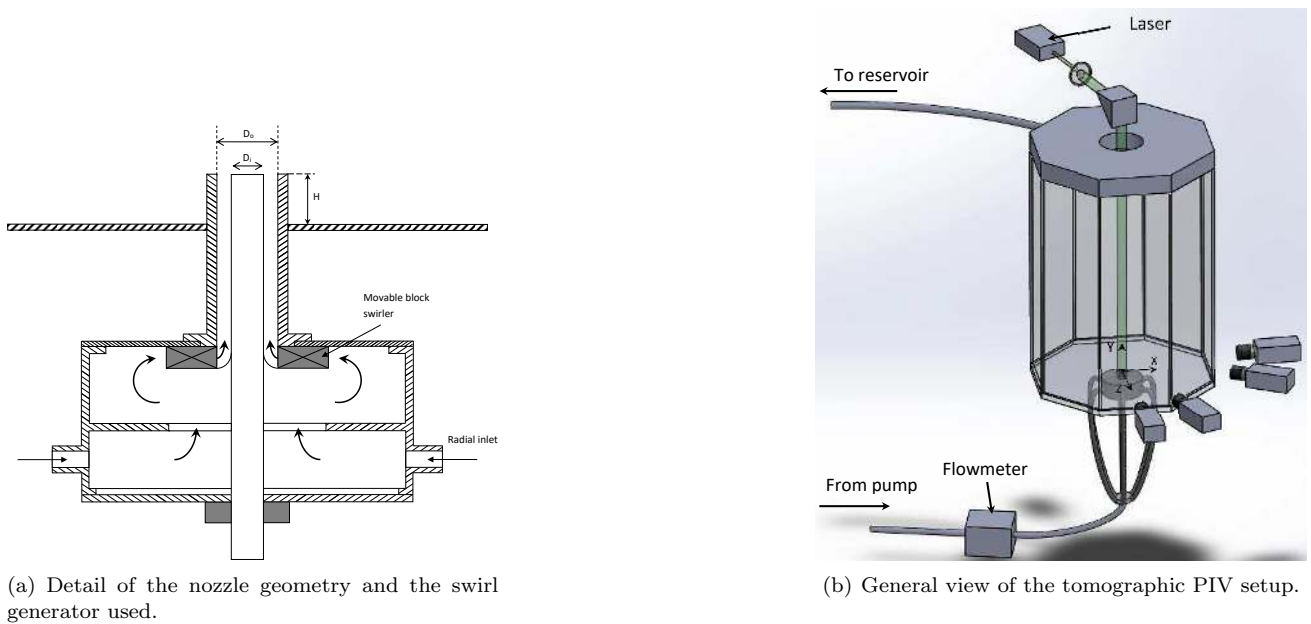 Dₒ
Dᵢ
H
Movable block
swirler
Radial inlet
(a) Detail of the nozzle geometry and the swirl
generator used.
Laser
To reservoir
Y
X
Z
Flowmeter
From pump
(b) General view of the tomographic PIV setup.